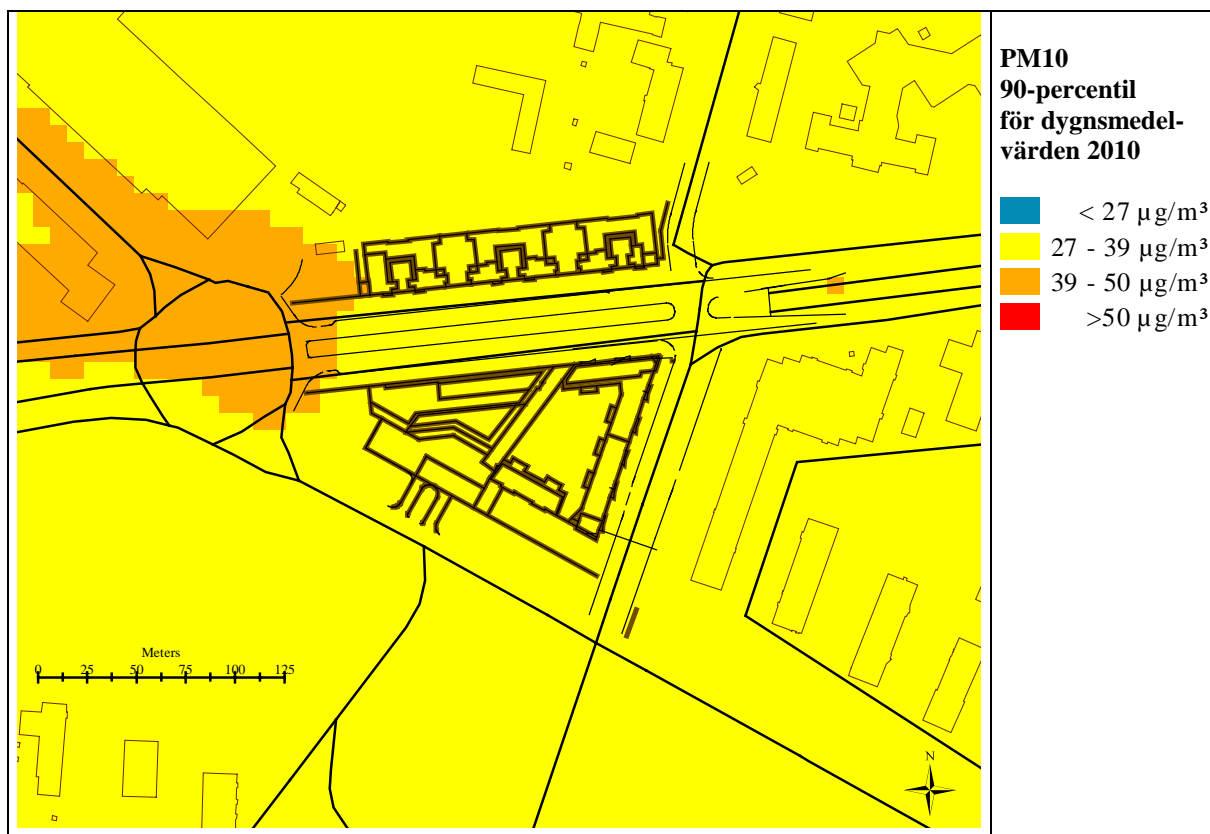 PM10
90-percentil
för dygnsmedel-
värden 2010
< 27 µg/m³
27 - 39 µg/m³
39 - 50 µg/m³
>50 µg/m³
Meters
0 25 50 75 100 125
N